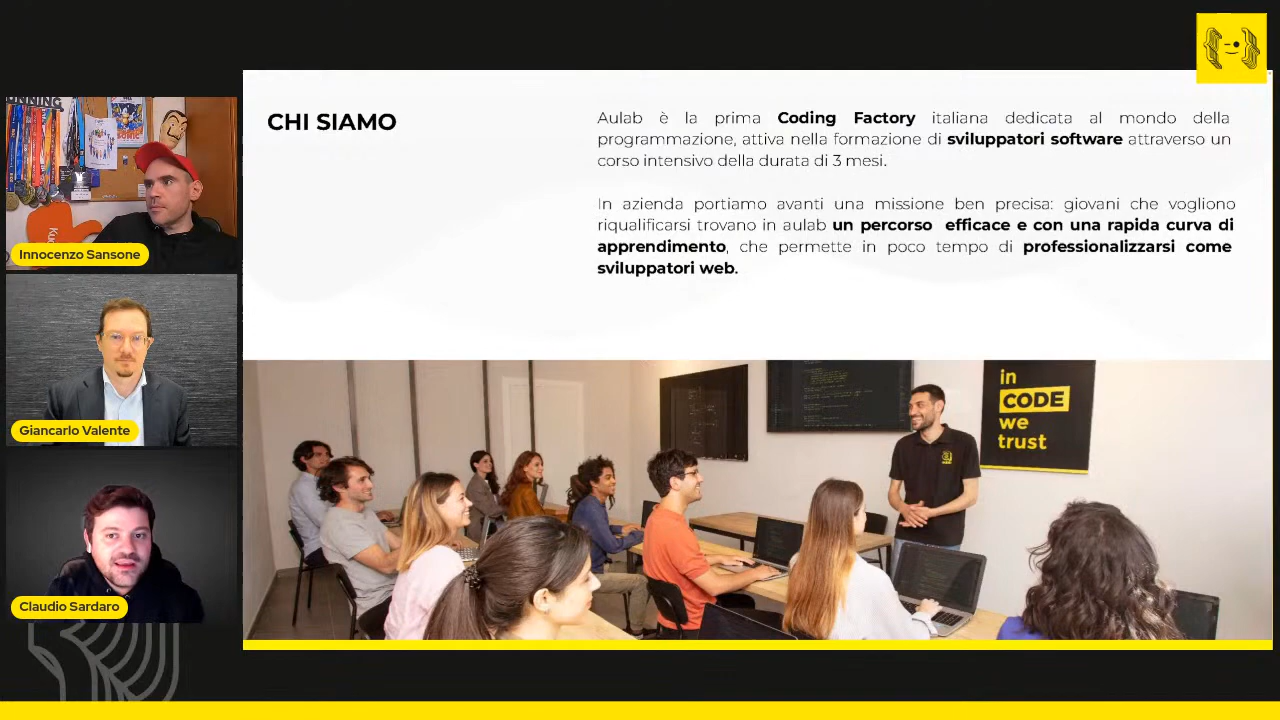 CHI SIAMO
Aulab è la prima Coding Factory italiana dedicata al mondo della
programmazione, attiva nella formazione di sviluppatori software attraverso un
corso intensivo della durata di 3 mesi.
In azienda portiamo avanti una missione ben precisa: giovani che vogliono
riqualificarsi trovano in aulab un percorso efficace e con una rapida curva di
apprendimento, che permette in poco tempo di professionalizzarsi come
sviluppatori web.
Innocenzo Sansone
Giancarlo Valente
Claudio Sardaro
in
CODE
we
trust